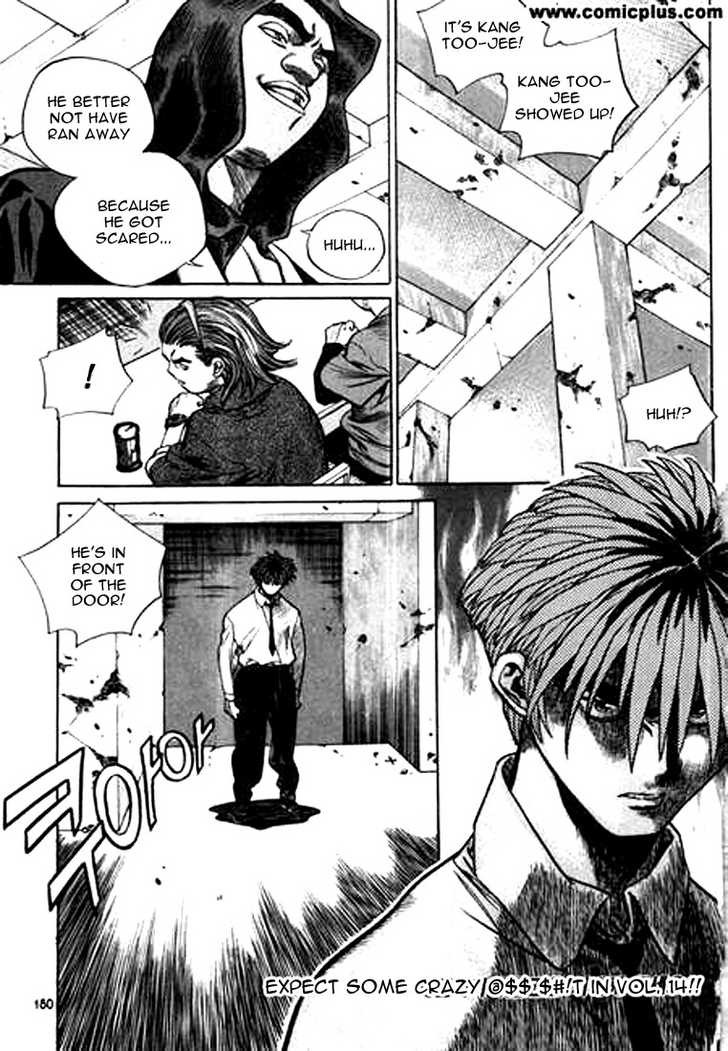 www.comicplus.com
HE BETTER
NOT HAVE
RAN AWAY
BECAUSE
HE GOT
SCARED...
HUHU...
IT'S KANG
TOO-JEE!
KANG TOO-
JEE
SHOWED UP!
HUH!?
!
HE'S IN
FRONT
OF THE
DOOR!
쿠아아
EXPECT SOME CRAZY @$$ $#!T IN VOL. 14!!
180